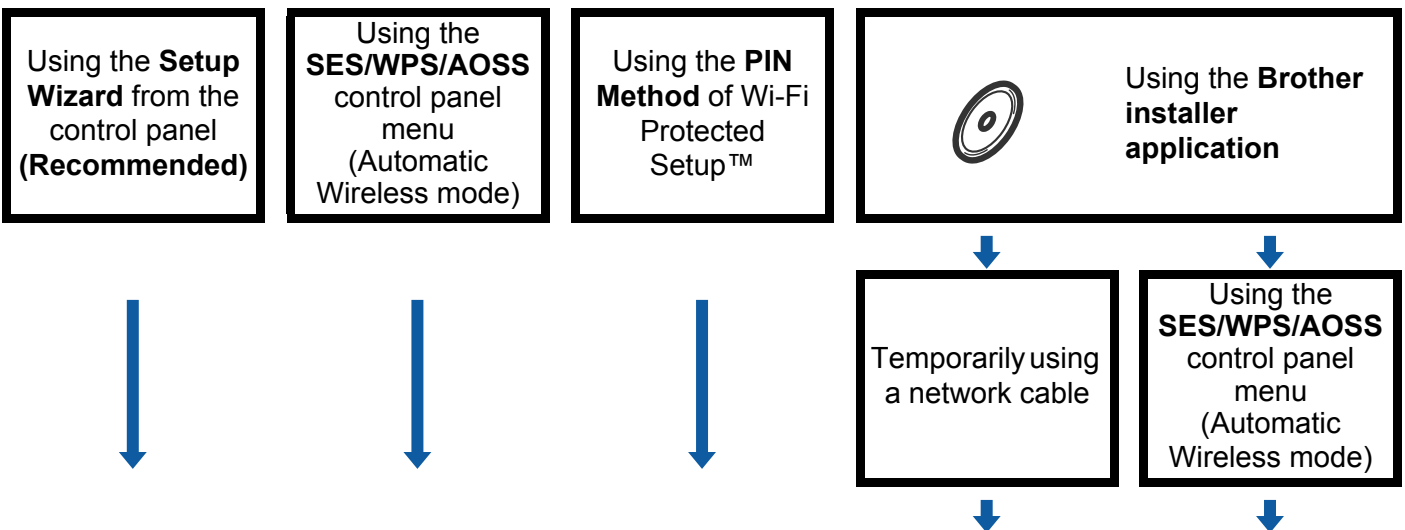 Using the Setup
Wizard from the
control panel
(Recommended)
Using the
SES/WPS/AOSS
control panel
menu
(Automatic
Wireless mode)
Using the PIN
Method of Wi-Fi
Protected
Setup™
Using the Brother
installer
application
Temporarily using
a network cable
Using the
SES/WPS/AOSS
control panel
menu
(Automatic
Wireless mode)